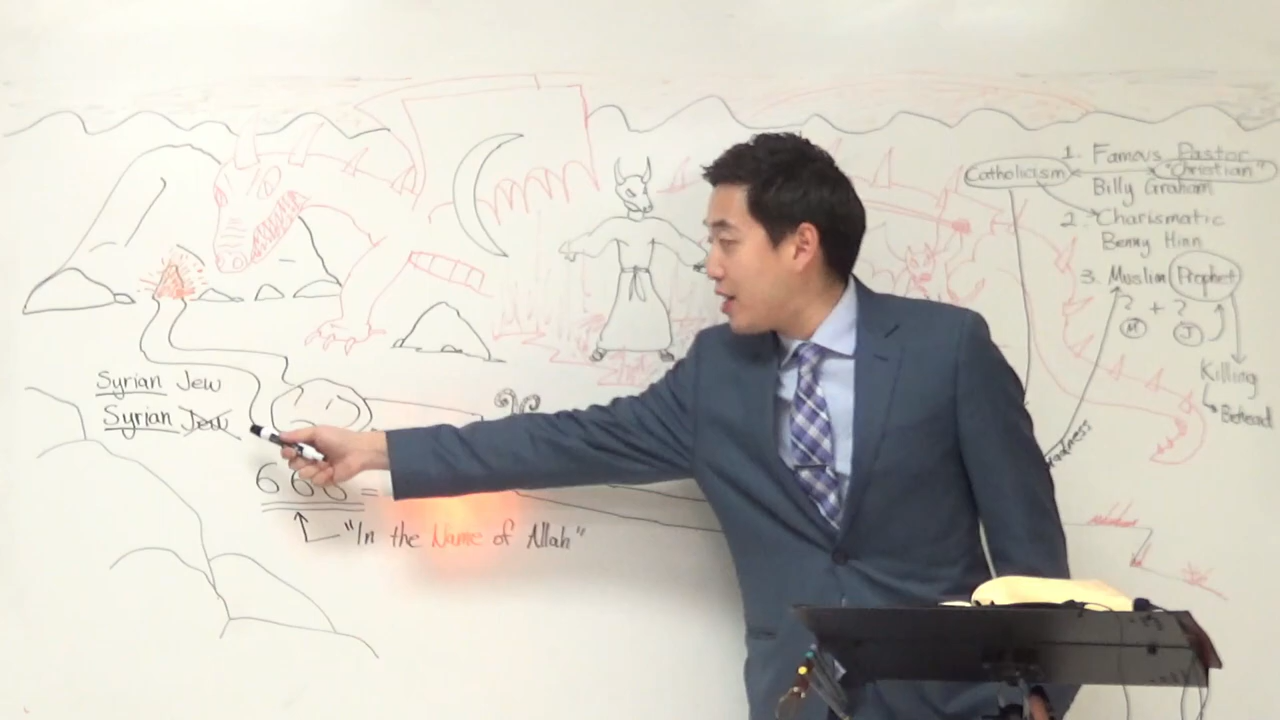 Syrian Jew
Syrian Jew
666 =
"In the Name of Allah"
Catholicism
1. Famous Pastor
"Christian"
Billy Graham
2. Charismatic
Benny Hinn
3. Muslim Prophet
? + ?
M J
Killing
Behead